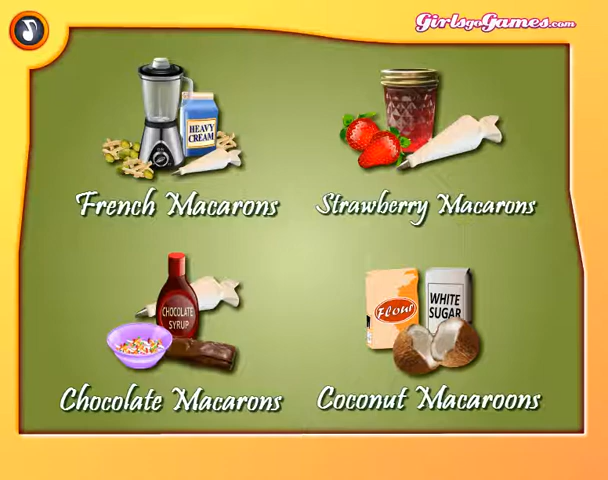 GirlsgoGames.com
HEAVY
CREAM
French Macarons
Strawberry Macarons
CHOCOLATE
SYRUP
Flour
WHITE
SUGAR
Chocolate Macarons
Coconut Macaroons